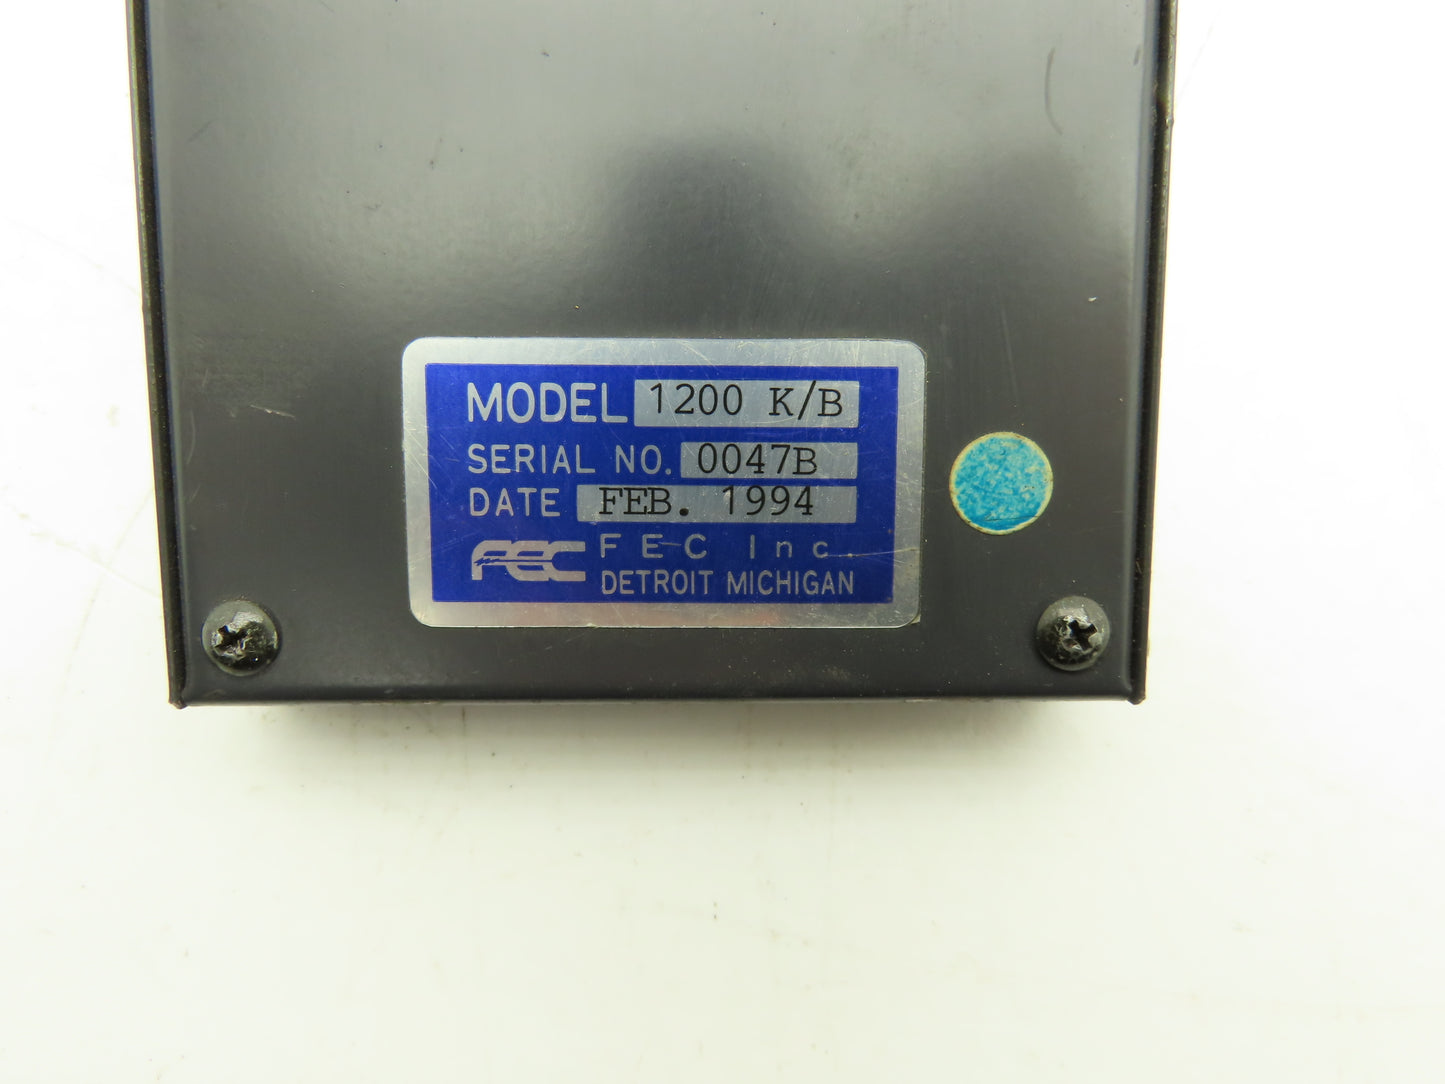 MODEL 1200 K/B
SERIAL NO. 0047B
DATE FEB. 1994
FEC FEC Inc.
DETROIT MICHIGAN